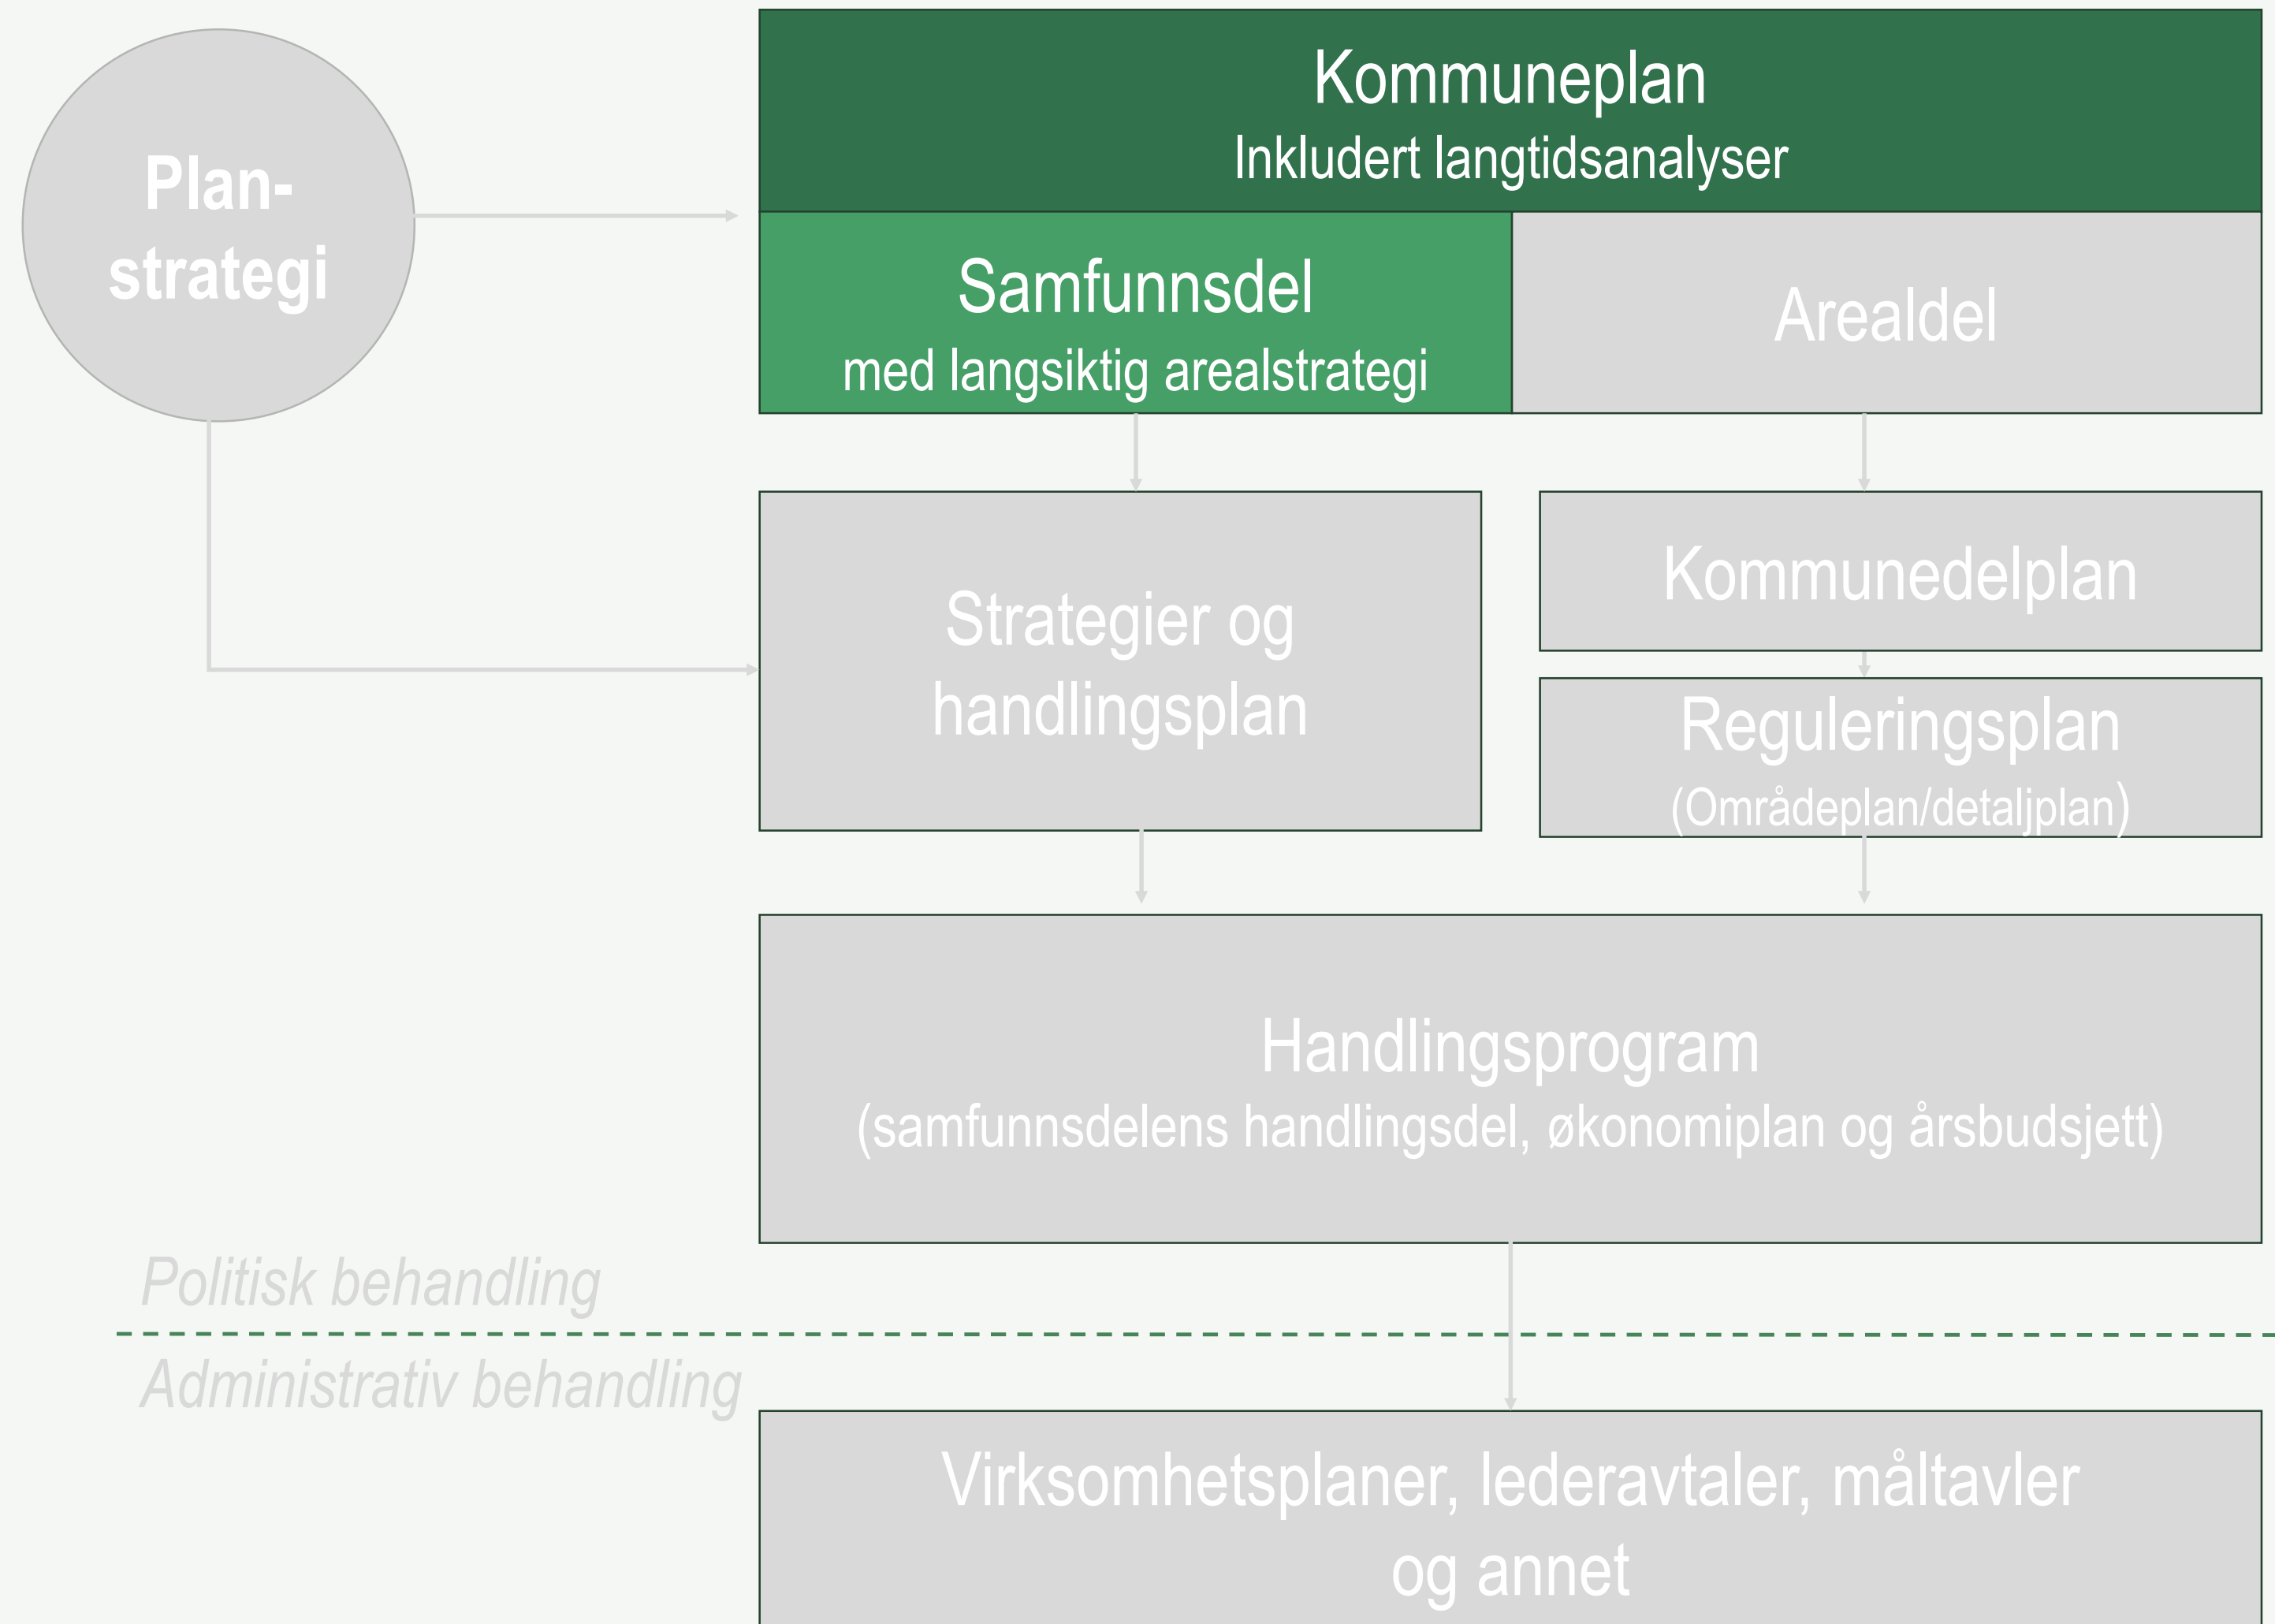 Plan-
strategi
Kommuneplan
Inkludert langtidsanalyser
Samfunnsdel
med langsiktig arealstrategi
Arealdel
Strategier og
handlingsplan
Kommunedelplan
Reguleringsplan
(Områdeplan/detaljplan)
Handlingsprogram
(samfunnsdelens handlingsdel, økonomiplan og årsbudsjett)
Politisk behandling
Administrativ behandling
Virksomhetsplaner, lederavtaler, måltavler
og annet